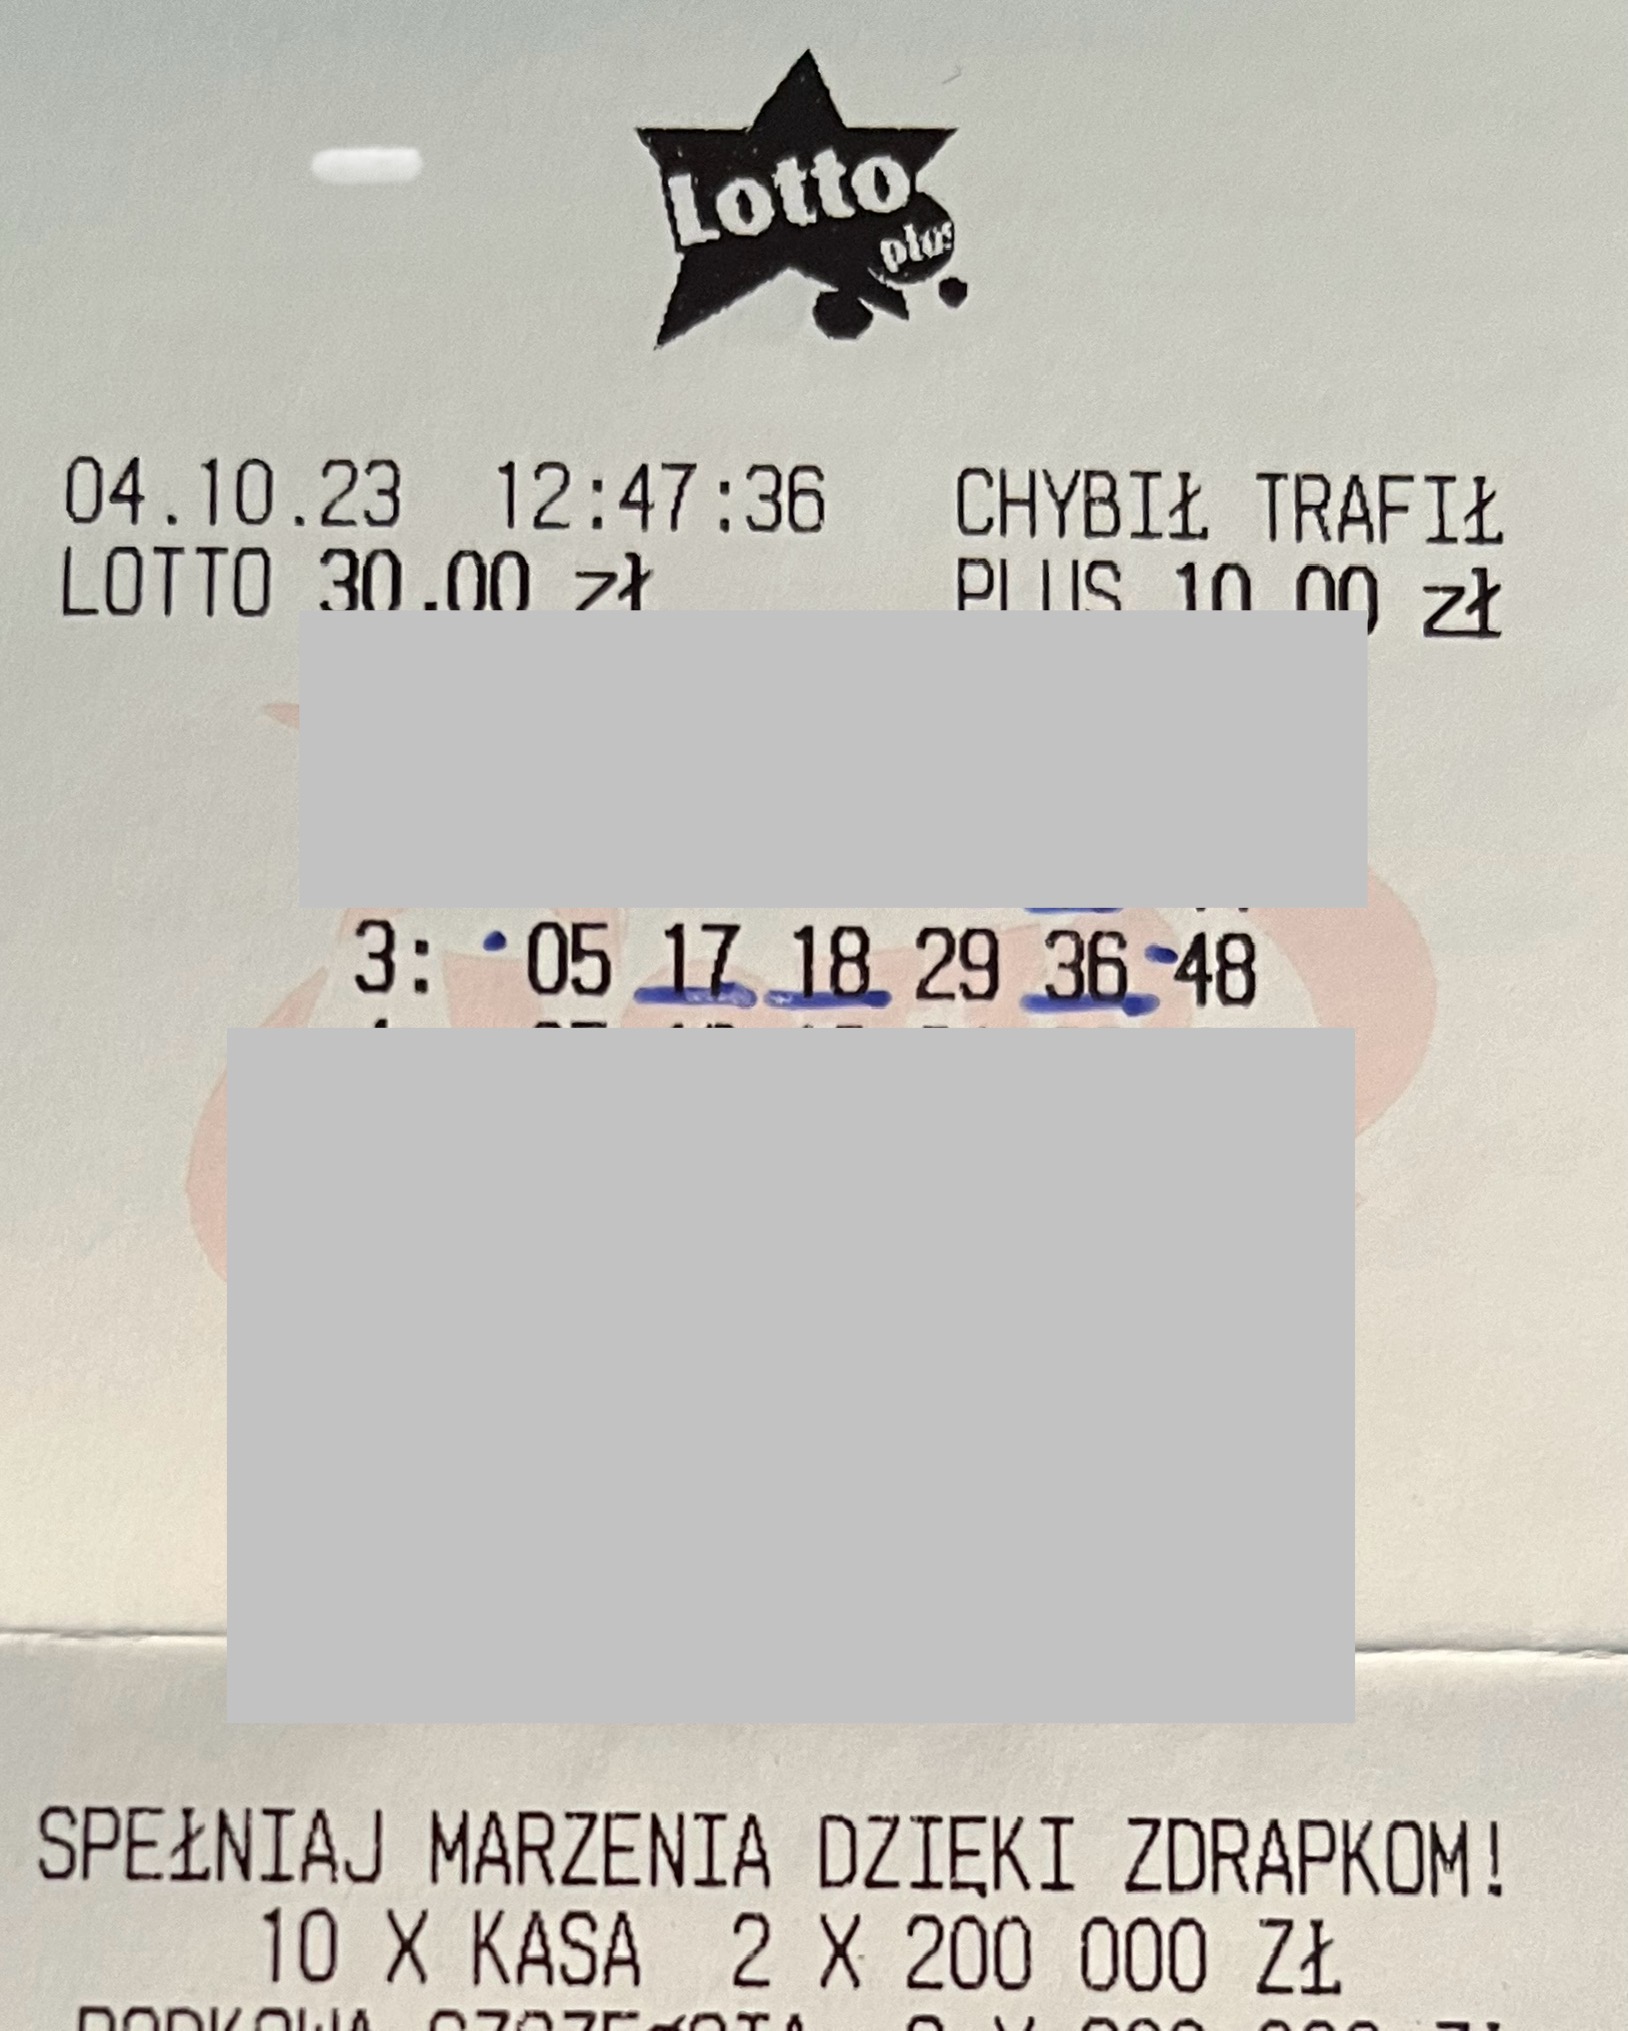 Lotto
plus
04.10.23 12:47:36 CHYBIŁ TRAFIŁ
LOTTO 30.00 zł PLUS 10.00 zł
3: 05 17 18 29 36 48
SPEŁNIAJ MARZENIA DZIĘKI ZDRAPKOM!
10 X KASA 2 X 200 000 ZŁ